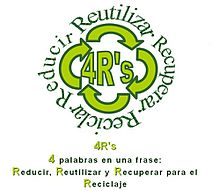 Reducir Reutilizar Recuperar Reciclar
4R's
4R's
4 palabras en una frase:
Reducir, Reutilizar y Recuperar para el
Reciclaje